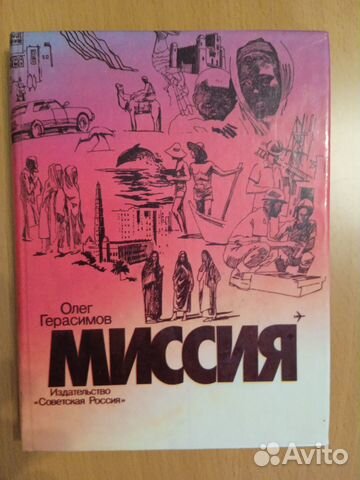 Олег
Герасимов
МИССИЯ
Издательство
«Советская Россия»
Avito